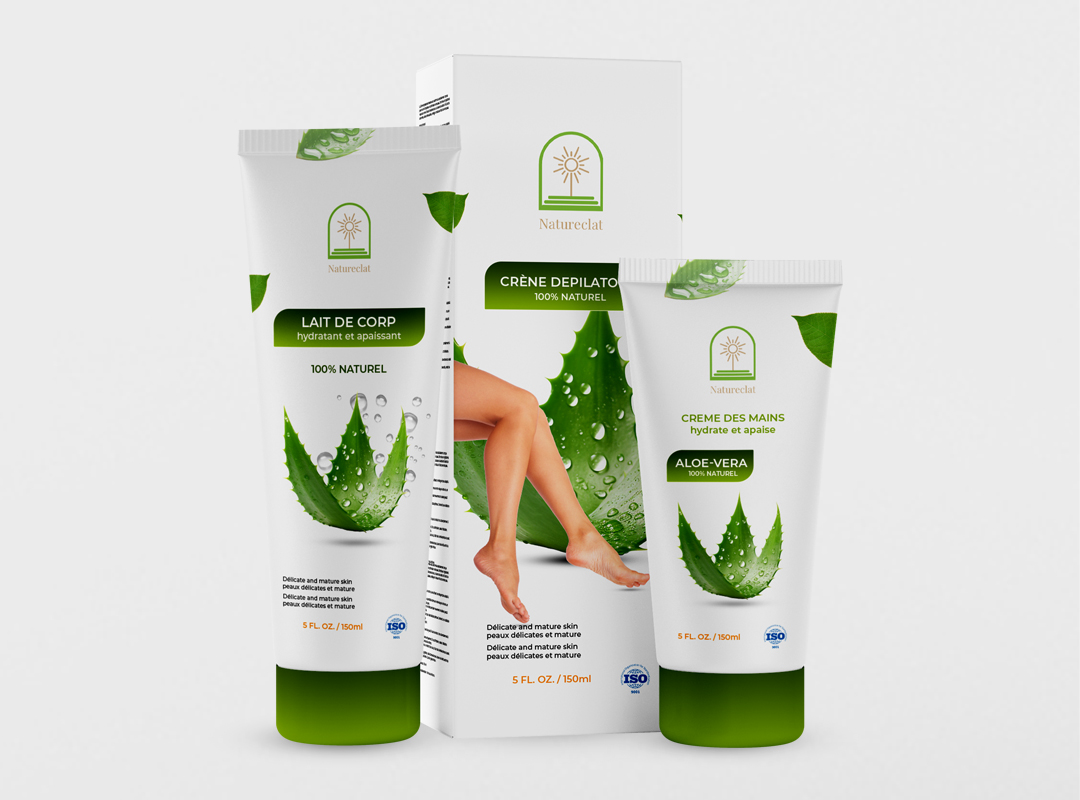 Natureclat
LAIT DE CORP
hydratant et apaissant
100% NATUREL
Délicate and mature skin
peaux délicates et mature
Délicate and mature skin
peaux délicates et mature
5 FL. OZ. / 150ml
ISO
9001
Natureclat
CRÈNE DEPILATO
100% NATUREL
Délicate and mature skin
peaux délicates et mature
Délicate and mature skin
peaux délicates et mature
5 FL. OZ. / 150ml
ISO
9001
Natureclat
CREME DES MAINS
hydrate et apaise
ALOE-VERA
100% NATUREL
5 FL. OZ. / 150ml
ISO
9001